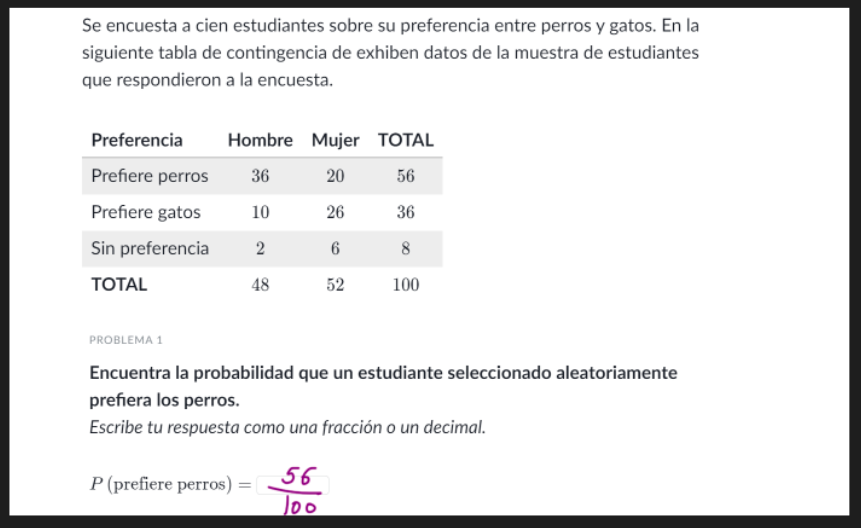 Se encuesta a cien estudiantes sobre su preferencia entre perros y gatos. En la
siguiente tabla de contingencia de exhiben datos de la muestra de estudiantes
que respondieron a la encuesta.
Preferencia Hombre Mujer TOTAL
Prefiere perros 36 20 56
Prefiere gatos 10 26 36
Sin preferencia 2 6 8
TOTAL 48 52 100
PROBLEMA 1
Encuentra la probabilidad que un estudiante seleccionado aleatoriamente
prefiera los perros.
Escribe tu respuesta como una fracción o un decimal.
P (prefiere perros) = 56
100